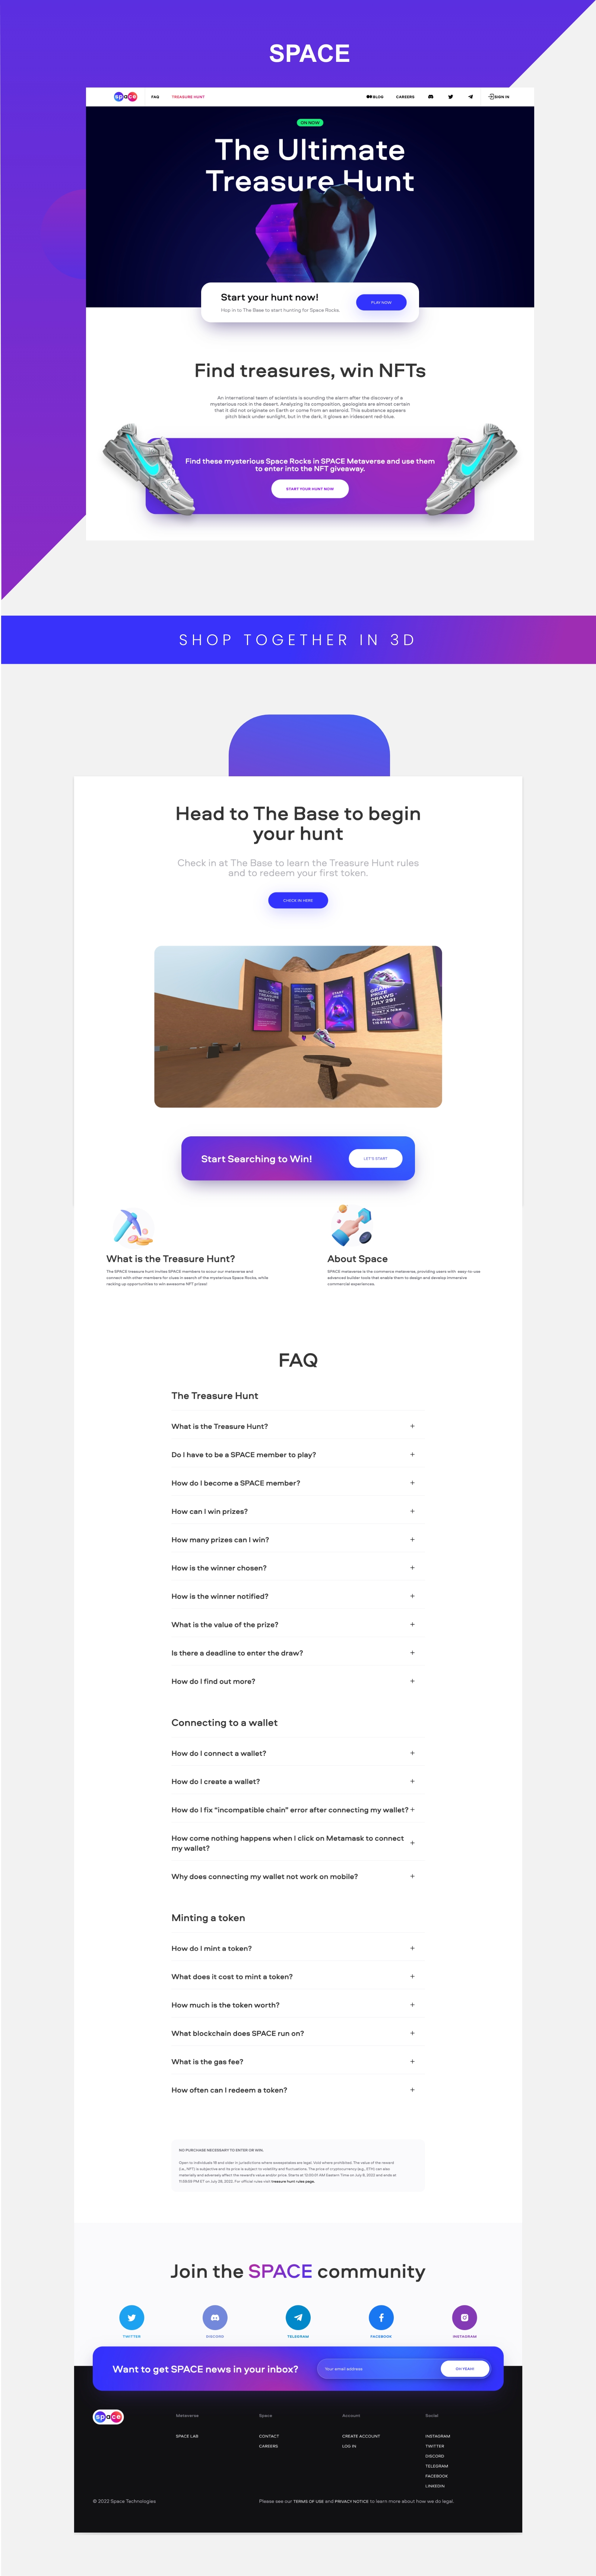 SPACE
space
FAQ
TREASURE HUNT
BLOG
CAREERS
SIGN IN
ON NOW
The Ultimate
Treasure Hunt
Start your hunt now!
Hop in to The Base to start hunting for Space Rocks.
PLAY NOW
Find treasures, win NFTs
An international team of scientists is sounding the alarm after the discovery of a
mysterious rock in the desert. Analyzing its composition, geologists are almost certain
that it did not originate on Earth or come from an asteroid. This substance appears
pitch black under sunlight, but in the dark, it glows an iridescent red-blue.
Find these mysterious Space Rocks in SPACE Metaverse and use them
to enter into the NFT giveaway.
START YOUR HUNT NOW
SHOP TOGETHER IN 3D
Head to The Base to begin
your hunt
Check in at The Base to learn the Treasure Hunt rules
and to redeem your first token.
CHECK IN HERE
WELCOME
TREASURE
HUNTER
START
HERE
GRAND
PRIZE
DRAWS
JULY 29!
Start Searching to Win!
LET'S START
What is the Treasure Hunt?
The SPACE treasure hunt invites SPACE members to scour our metaverse and
connect with other members for clues in search of the mysterious Space Rocks, while
racking up opportunities to win awesome NFT prizes!
About Space
SPACE metaverse is the commerce metaverse, providing users with easy-to-use
advanced builder tools that enable them to design and develop immersive
commercial experiences.
FAQ
The Treasure Hunt
What is the Treasure Hunt? +
Do I have to be a SPACE member to play? +
How do I become a SPACE member? +
How can I win prizes? +
How many prizes can I win? +
How is the winner chosen? +
How is the winner notified? +
What is the value of the prize? +
Is there a deadline to enter the draw? +
How do I find out more? +
Connecting to a wallet
How do I connect a wallet? +
How do I create a wallet? +
How do I fix “incompatible chain” error after connecting my wallet? +
How come nothing happens when I click on Metamask to connect +
my wallet?
Why does connecting my wallet not work on mobile? +
Minting a token
How do I mint a token? +
What does it cost to mint a token? +
How much is the token worth? +
What blockchain does SPACE run on? +
What is the gas fee? +
How often can I redeem a token? +
NO PURCHASE NECESSARY TO ENTER OR WIN.
Open to individuals 18 and older in jurisdictions where sweepstakes are legal. Void where prohibited. The value of the reward
(i.e., NFT) is subjective and its price is subject to volatility and fluctuations. The price of cryptocurrency (e.g., ETH) can also
materially and adversely affect the reward's value and/or price. Starts at 12:00:01 AM Eastern Time on July 8, 2022 and ends at
11:59:59 PM ET on July 28, 2022. For official rules visit treasure hunt rules page.
Join the SPACE community
TWITTER
DISCORD
TELEGRAM
FACEBOOK
INSTAGRAM
Want to get SPACE news in your inbox?
Your email address
OH YEAH!
space
Metaverse
Space
Account
Social
SPACE LAB
CONTACT
CREATE ACCOUNT
INSTAGRAM
CAREERS
LOG IN
TWITTER
DISCORD
TELEGRAM
FACEBOOK
LINKEDIN
© 2022 Space Technologies
Please see our TERMS OF USE and PRIVACY NOTICE to learn more about how we do legal.